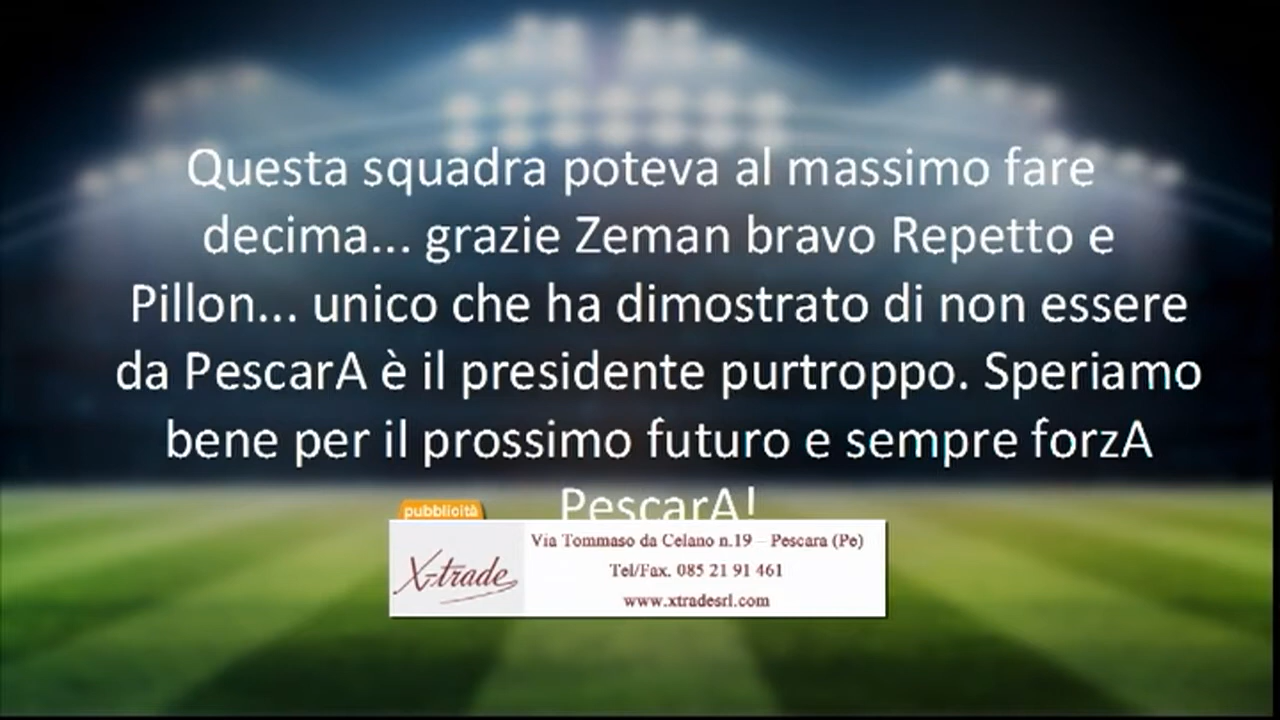 Questa squadra poteva al massimo fare
decima... grazie Zeman bravo Repetto e
Pillon... unico che ha dimostrato di non essere
da PescarA è il presidente purtroppo. Speriamo
bene per il prossimo futuro e sempre forzA
PescarA!
pubblicità
X-trade
Via Tommaso da Celano n.19 – Pescara (Pe)
Tel/Fax. 085 21 91 461
www.xtradesrl.com